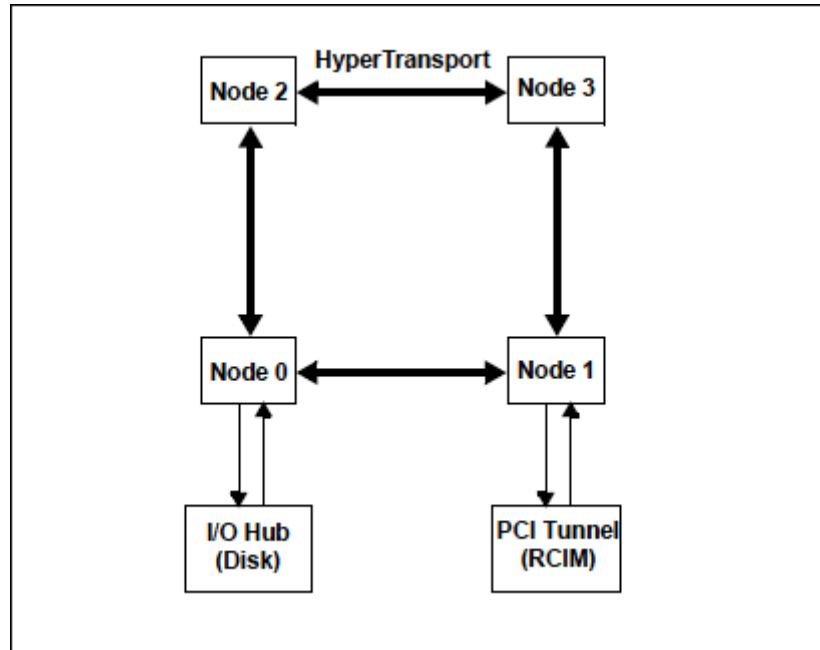 HyperTransport
Node 2
Node 3
Node 0
Node 1
I/O Hub
(Disk)
PCI Tunnel
(RCIM)